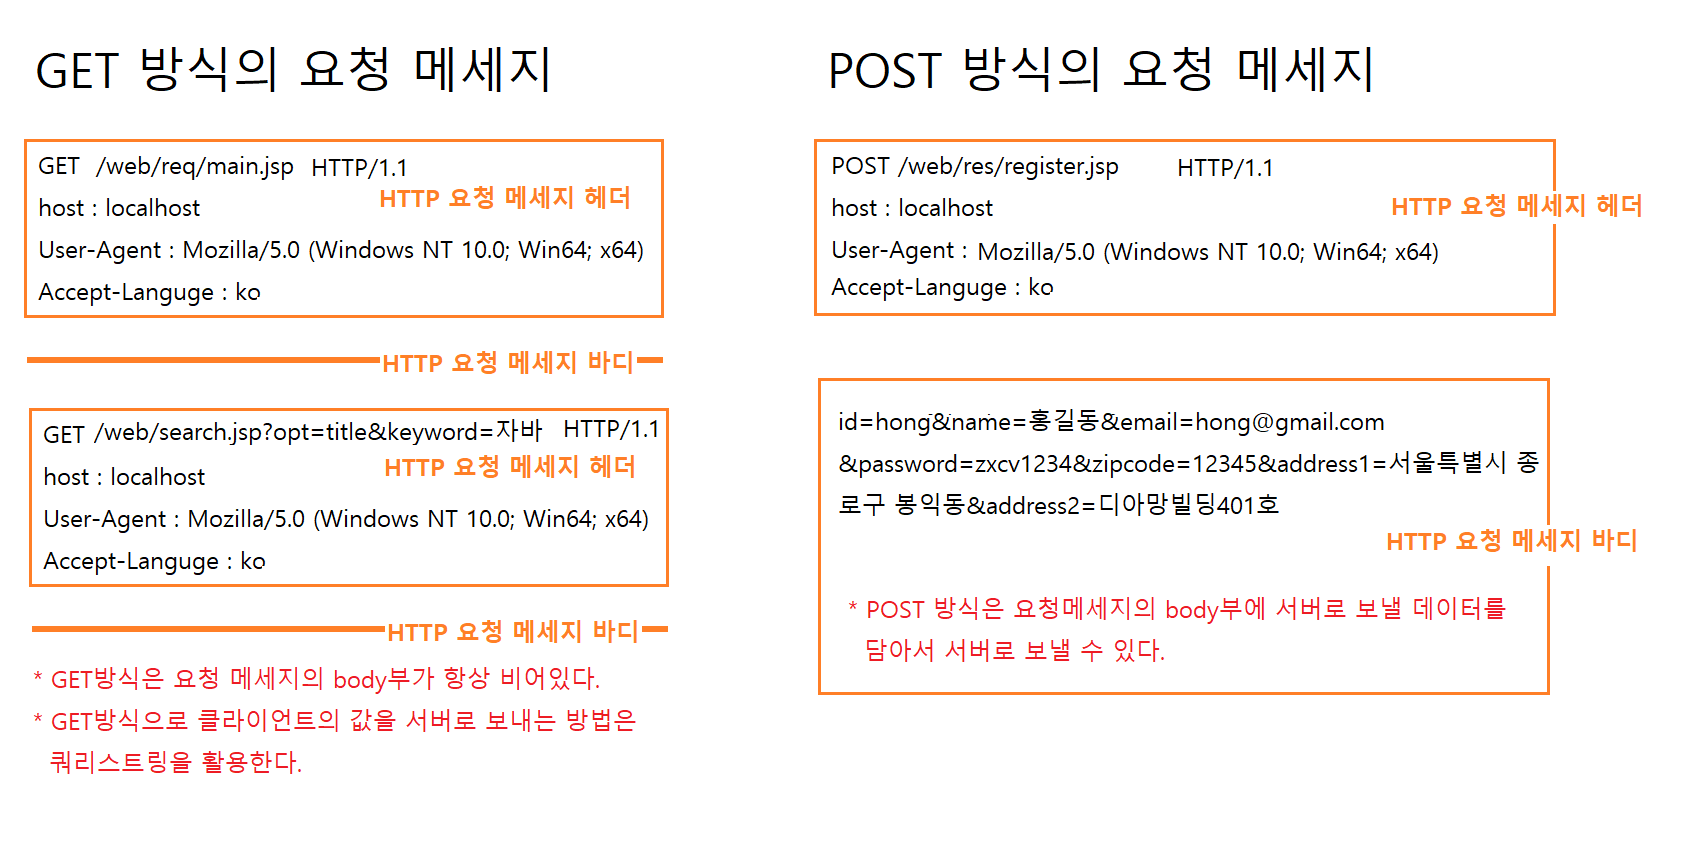 GET 방식의 요청 메세지
GET /web/req/main.jsp HTTP/1.1
HTTP 요청 메세지 헤더
host : localhost
User-Agent : Mozilla/5.0 (Windows NT 10.0; Win64; x64)
Accept-Languge : ko
HTTP 요청 메세지 바디
GET /web/search.jsp?opt=title&keyword=자바 HTTP/1.1
HTTP 요청 메세지 헤더
host : localhost
User-Agent : Mozilla/5.0 (Windows NT 10.0; Win64; x64)
Accept-Languge : ko
HTTP 요청 메세지 바디
* GET방식은 요청 메세지의 body부가 항상 비어있다.
* GET방식으로 클라이언트의 값을 서버로 보내는 방법은
쿼리스트링을 활용한다.
POST 방식의 요청 메세지
POST /web/res/register.jsp HTTP/1.1
HTTP 요청 메세지 헤더
host : localhost
User-Agent : Mozilla/5.0 (Windows NT 10.0; Win64; x64)
Accept-Languge : ko
id=hong&name=홍길동&email=hong@gmail.com
&password=zxcv1234&zipcode=12345&address1=서울특별시 종
로구 봉익동&address2=디아망빌딩401호
HTTP 요청 메세지 바디
* POST 방식은 요청메세지의 body부에 서버로 보낼 데이터를
담아서 서버로 보낼 수 있다.